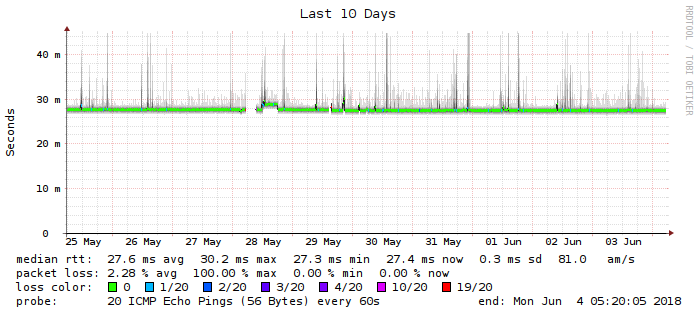 Last 10 Days
RRDTOOL / TOBI OETIKER
Seconds
40 m
30 m
20 m
10 m
0
25 May 26 May 27 May 28 May 29 May 30 May 31 May 01 Jun 02 Jun 03 Jun
median rtt: 27.6 ms avg 30.2 ms max 27.3 ms min 27.4 ms now 0.3 ms sd 81.0 am/s
packet loss: 2.28 % avg 100.00 % max 0.00 % min 0.00 % now
loss color: 0 1/20 2/20 3/20 4/20 10/20 19/20
probe: 20 ICMP Echo Pings (56 Bytes) every 60s end: Mon Jun 4 05:20:05 2018